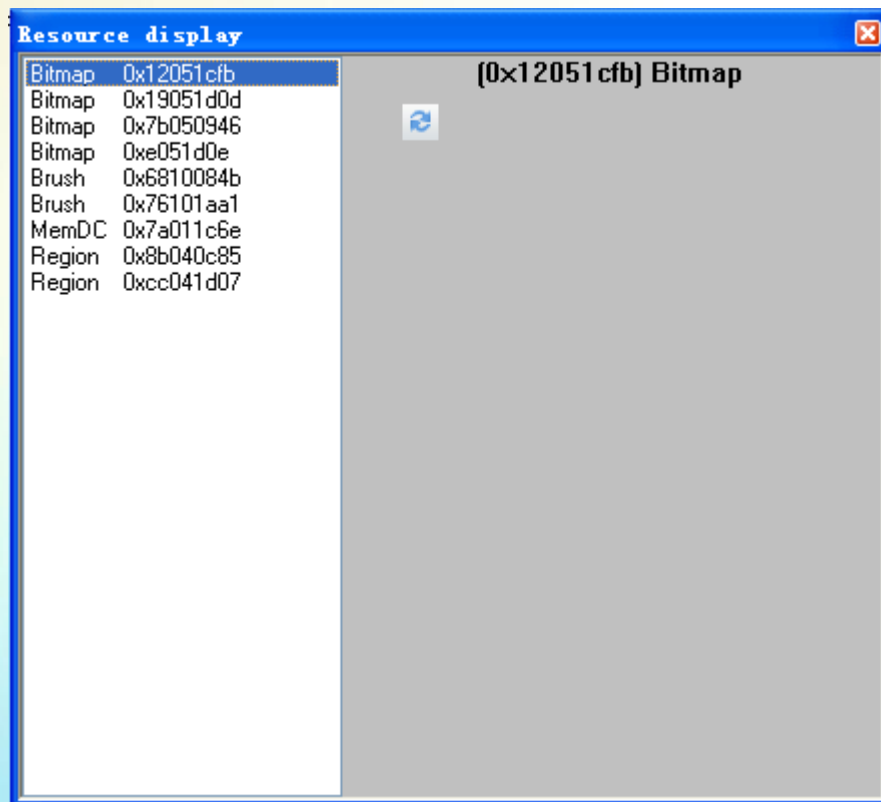 Resource display
Bitmap 0x12051cfb
Bitmap 0x19051d0d
Bitmap 0x7b050946
Bitmap 0xe051d0e
Brush 0x6810084b
Brush 0x76101aa1
MemDC 0x7a011c6e
Region 0x8b040c85
Region 0xcc041d07
(0x12051cfb) Bitmap